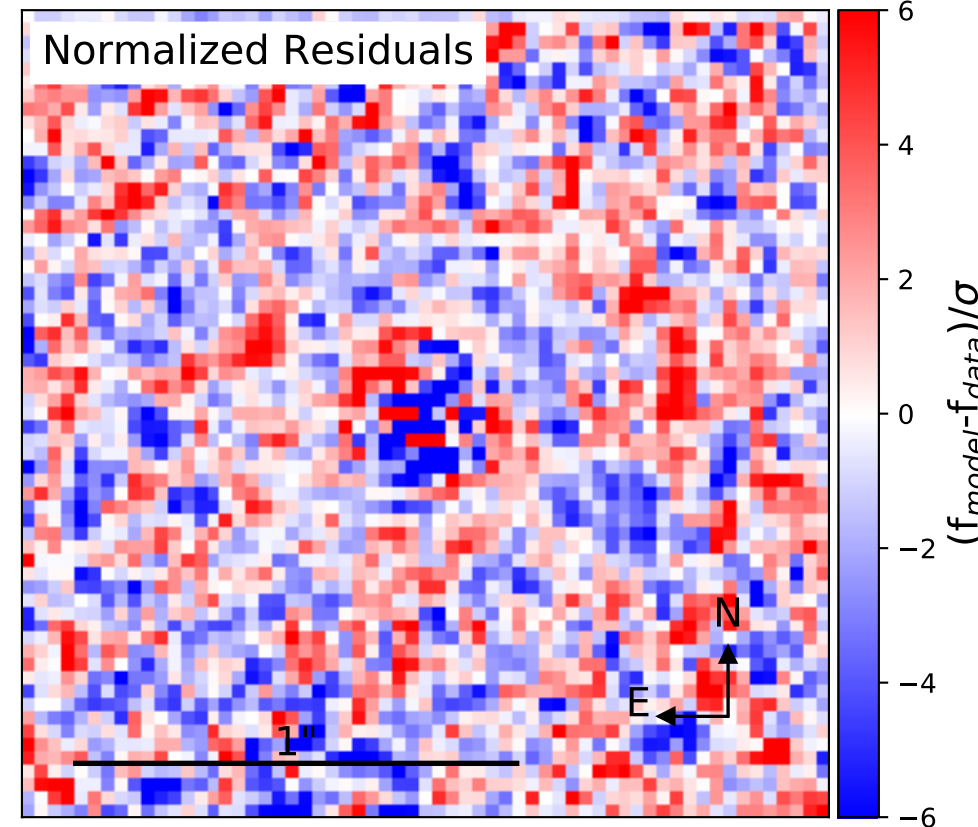 Normalized Residuals
6
4
2
0
−2
−4
−6
(f_model-f_data)/σ
N
E
1"